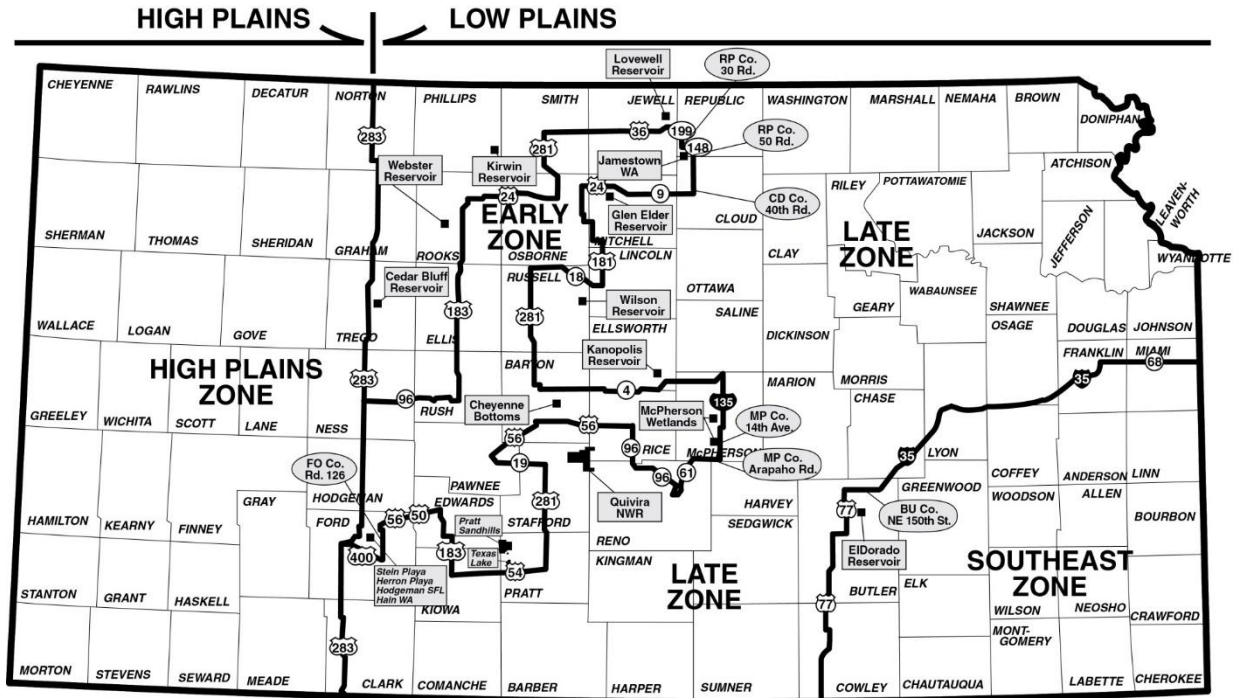 HIGH PLAINS
LOW PLAINS
Lovewell
Reservoir
RP Co.
30 Rd.
CHEYENNE
RAWLINS
DECATUR
NORTON
PHILLIPS
SMITH
JEWELL
REPUBLIC
WASHINGTON
MARSHALL
NEMAHA
BROWN
DONIPHAN
283
36
199
281
148
RP Co.
50 Rd.
Webster
Reservoir
Kirwin
Reservoir
Jamestown
WA
ATCHISON
24
24
9
RILEY
POTTAWATOMIE
LEAVEN-
WORTH
EARLY
ZONE
Glen Elder
Reservoir
CLOUD
CD Co.
40th Rd.
LATE
ZONE
JACKSON
JEFFERSON
SHERMAN
THOMAS
SHERIDAN
GRAHAM
ROOKS
OSBORNE
MITCHELL
LINCOLN
CLAY
WYANDOTTE
181
RUSSELL
18
Cedar Bluff
Reservoir
OTTAWA
WABAUNSEE
183
281
Wilson
Reservoir
SALINE
GEARY
SHAWNEE
WALLACE
LOGAN
GOVE
TREGO
ELLIS
ELLSWORTH
DICKINSON
OSAGE
DOUGLAS
JOHNSON
HIGH PLAINS
ZONE
BARTON
Kanopolis
Reservoir
FRANKLIN
MIAMI
68
283
MARION
MORRIS
35
96
4
135
CHASE
GREELEY
WICHITA
SCOTT
LANE
NESS
RUSH
Cheyenne
Bottoms
McPherson
Wetlands
MP Co.
14th Ave.
56
56
96
RICE
McPHERSON
35
LYON
FO Co.
Rd. 126
19
96
61
MP Co.
Arapaho Rd.
COFFEY
ANDERSON
LINN
GRAY
HODGEMAN
PAWNEE
EDWARDS
281
Quivira
NWR
HARVEY
77
GREENWOOD
WOODSON
ALLEN
HAMILTON
KEARNY
FINNEY
FORD
56
50
Pratt
Sandhills
STAFFORD
RENO
SEDGWICK
BU Co.
NE 150th St.
BOURBON
400
183
Texas
Lake
54
KINGMAN
ElDorado
Reservoir
SOUTHEAST
ZONE
Stein Playa
Herron Playa
Hodgeman SFL
Hain WA
LATE
ZONE
STANTON
GRANT
HASKELL
KIOWA
PRATT
77
BUTLER
ELK
WILSON
NEOSHO
CRAWFORD
283
MONT-
GOMERY
MORTON
STEVENS
SEWARD
MEADE
CLARK
COMANCHE
BARBER
HARPER
SUMNER
COWLEY
CHAUTAUQUA
LABETTE
CHEROKEE